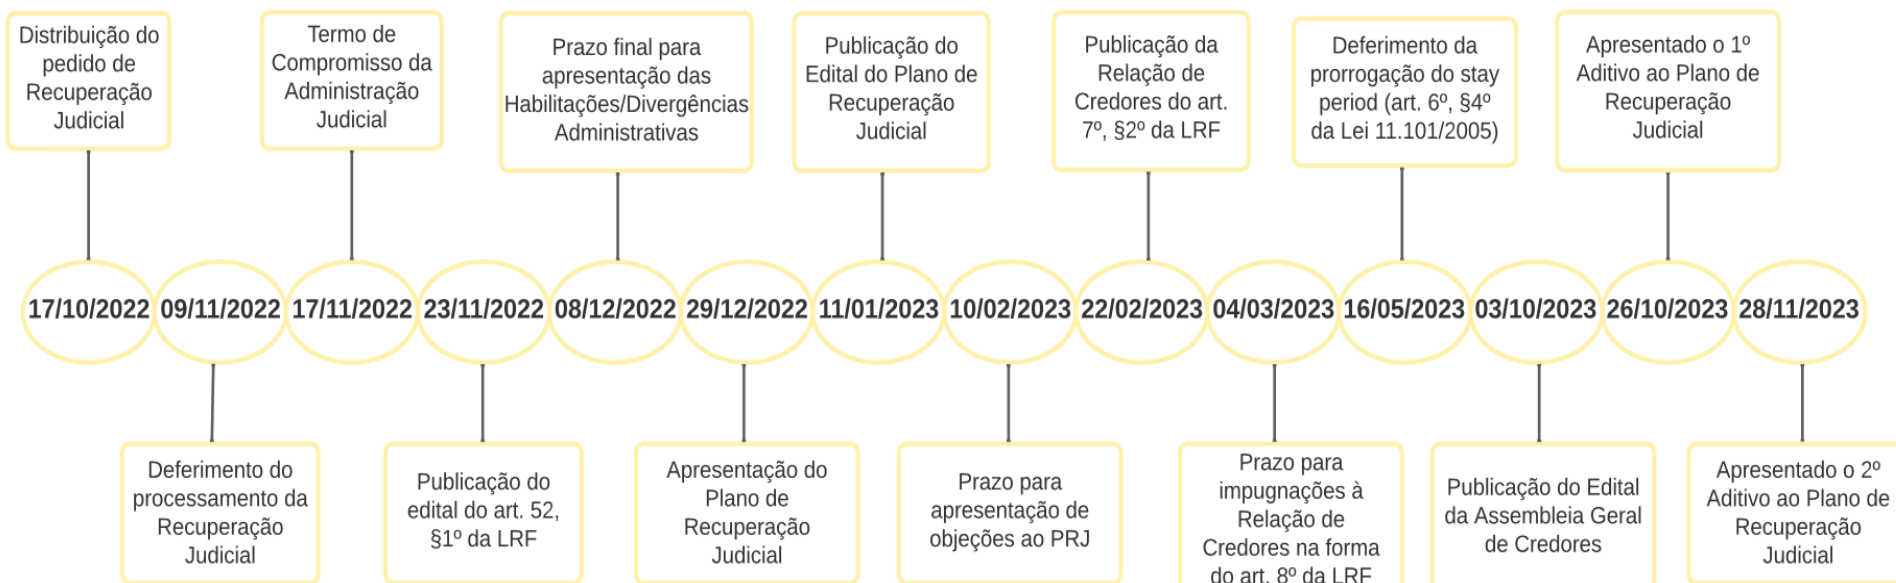 Distribuição do
pedido de
Recuperação
Judicial
Termo de
Compromisso da
Administração
Judicial
Prazo final para
apresentação das
Habilitações/Divergências
Administrativas
Publicação do
Edital do Plano de
Recuperação
Judicial
Publicação da
Relação de
Credores do art.
7º, §2º da LRF
Deferimento da
prorrogação do stay
period (art. 6º, §4º
da Lei 11.101/2005)
Apresentado o 1º
Aditivo ao Plano de
Recuperação
Judicial
17/10/2022 09/11/2022 17/11/2022 23/11/2022 08/12/2022 29/12/2022 11/01/2023 10/02/2023 22/02/2023 04/03/2023 16/05/2023 03/10/2023 26/10/2023 28/11/2023
Deferimento do
processamento da
Recuperação
Judicial
Publicação do
edital do art. 52,
§1º da LRF
Apresentação do
Plano de
Recuperação
Judicial
Prazo para
apresentação de
objeções ao PRJ
Prazo para
impugnações à
Relação de
Credores na forma
do art. 8º da LRF
Publicação do Edital
da Assembleia Geral
de Credores
Apresentado o 2º
Aditivo ao Plano de
Recuperação
Judicial